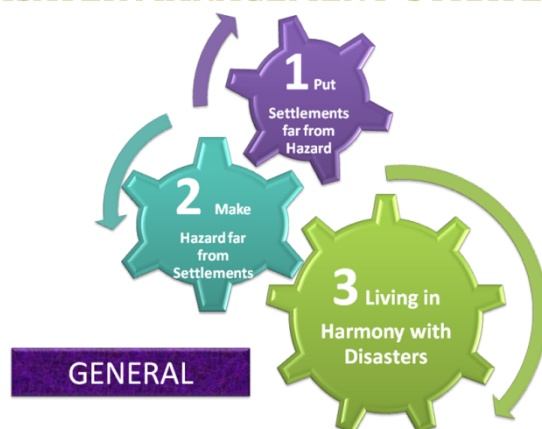 1 Put
Settlements
far from
Hazard
2 Make
Hazard far
from
Settlements
3 Living in
Harmony with
Disasters
GENERAL